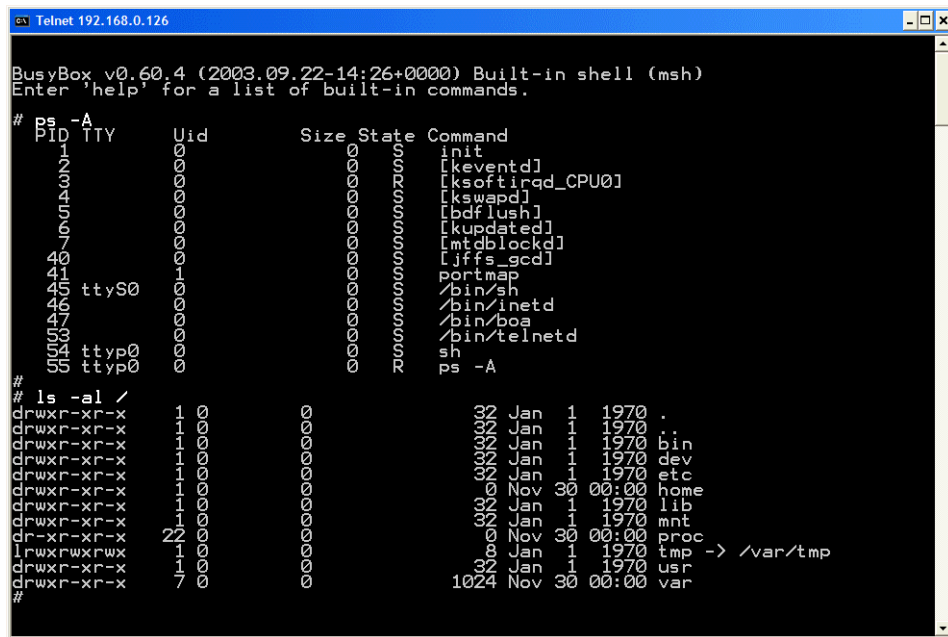 Telnet 192.168.0.126
BusyBox v0.60.4 (2003.09.22-14:26+0000) Built-in shell (msh)
Enter 'help' for a list of built-in commands.
# ps -A
PID TTY Uid Size State Command
1 0 0 S init
2 0 0 S [keventd]
3 0 0 R [ksoftirqd_CPU0]
4 0 0 S [kswapd]
5 0 0 S [bdflush]
6 0 0 S [kupdated]
7 0 0 S [mtdblockd]
40 0 0 S [jffs_gcd]
41 1 0 S portmap
45 ttyS0 0 0 S /bin/sh
46 0 0 S /bin/inetd
47 0 0 S /bin/boa
53 0 0 S /bin/telnetd
54 ttyp0 0 0 S sh
55 ttyp0 0 0 R ps -A
#
# ls -al /
drwxr-xr-x 1 0 0 32 Jan 1 1970 .
drwxr-xr-x 1 0 0 32 Jan 1 1970 ..
drwxr-xr-x 1 0 0 32 Jan 1 1970 bin
drwxr-xr-x 1 0 0 32 Jan 1 1970 dev
drwxr-xr-x 1 0 0 32 Jan 1 1970 etc
drwxr-xr-x 1 0 0 0 Nov 30 00:00 home
drwxr-xr-x 1 0 0 32 Jan 1 1970 lib
drwxr-xr-x 1 0 0 32 Jan 1 1970 mnt
dr-xr-xr-x 22 0 0 0 Nov 30 00:00 proc
lrwxrwxrwx 1 0 0 8 Jan 1 1970 tmp -> /var/tmp
drwxr-xr-x 1 0 0 32 Jan 1 1970 usr
drwxr-xr-x 7 0 0 1024 Nov 30 00:00 var
#